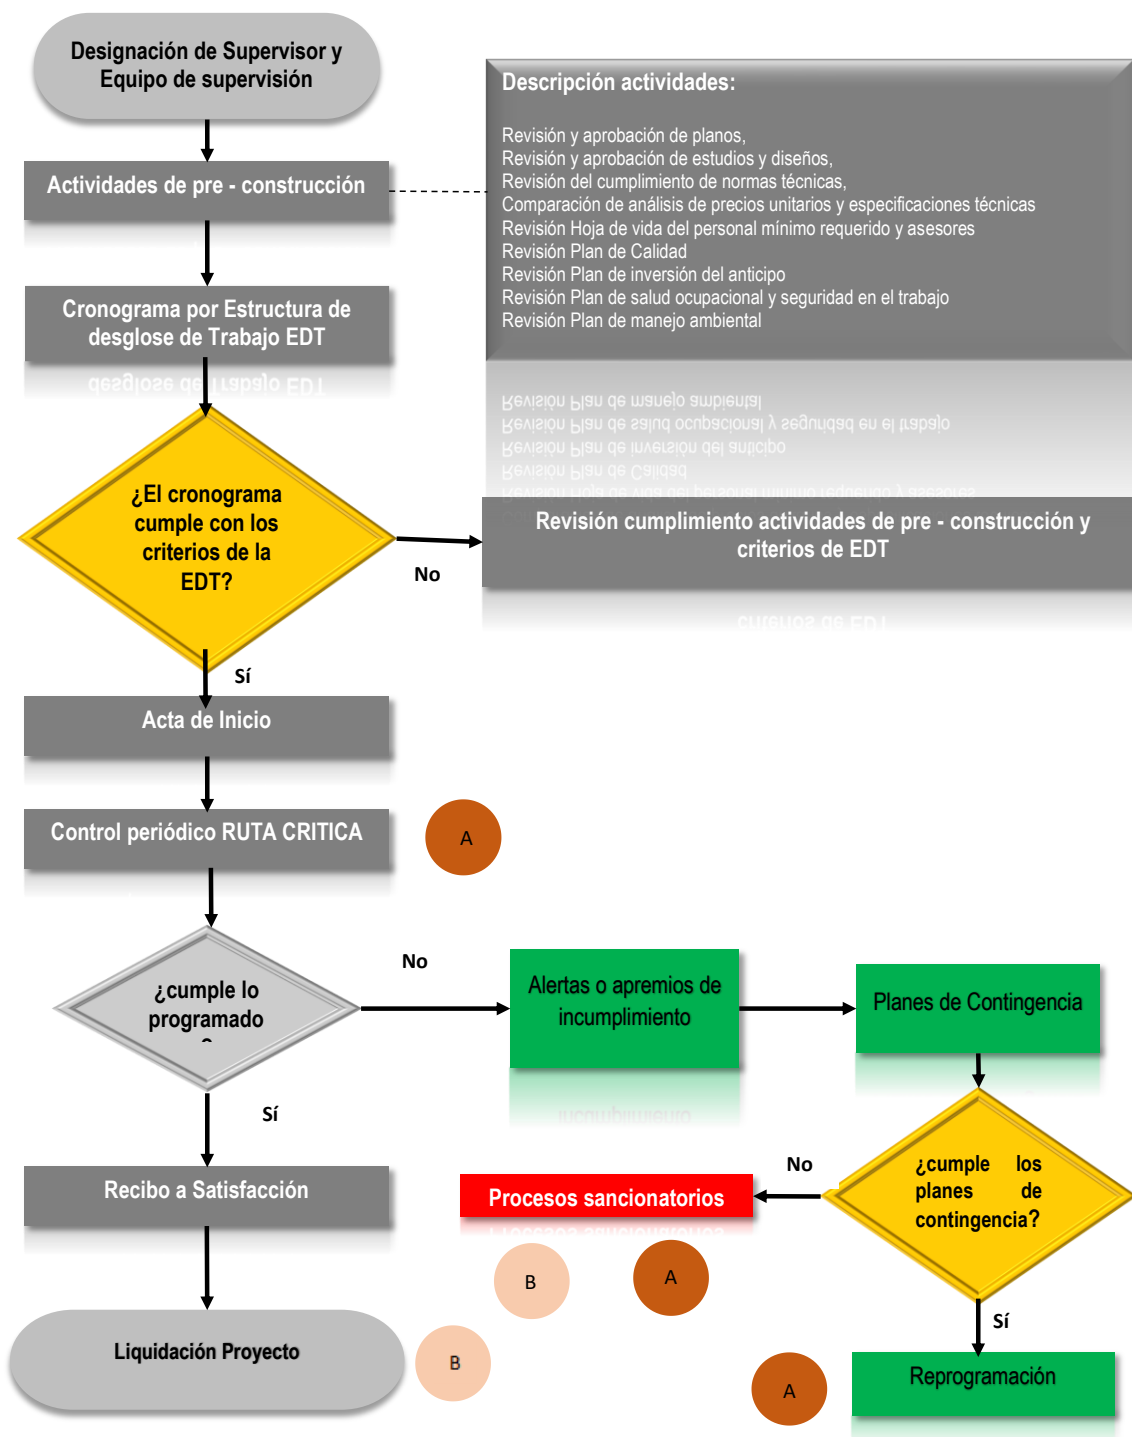 Designación de Supervisor y
Equipo de supervisión
Descripción actividades:
Revisión y aprobación de planos,
Revisión y aprobación de estudios y diseños,
Revisión del cumplimiento de normas técnicas,
Comparación de análisis de precios unitarios y especificaciones técnicas
Revisión Hoja de vida del personal mínimo requerido y asesores
Revisión Plan de Calidad
Revisión Plan de inversión del anticipo
Revisión Plan de salud ocupacional y seguridad en el trabajo
Revisión Plan de manejo ambiental
Actividades de pre - construcción
Cronograma por Estructura de
desglose de Trabajo EDT
¿El cronograma
cumple con los
criterios de la
EDT?
No
Revisión cumplimiento actividades de pre - construcción y
criterios de EDT
Sí
Acta de Inicio
Control periódico RUTA CRITICA
A
¿cumple lo
programado
?
No
Alertas o apremios de
incumplimiento
Planes de Contingencia
Sí
¿cumple los
planes de
contingencia?
No
Procesos sancionatorios
B
A
Recibo a Satisfacción
Sí
Liquidación Proyecto
B
A
Reprogramación